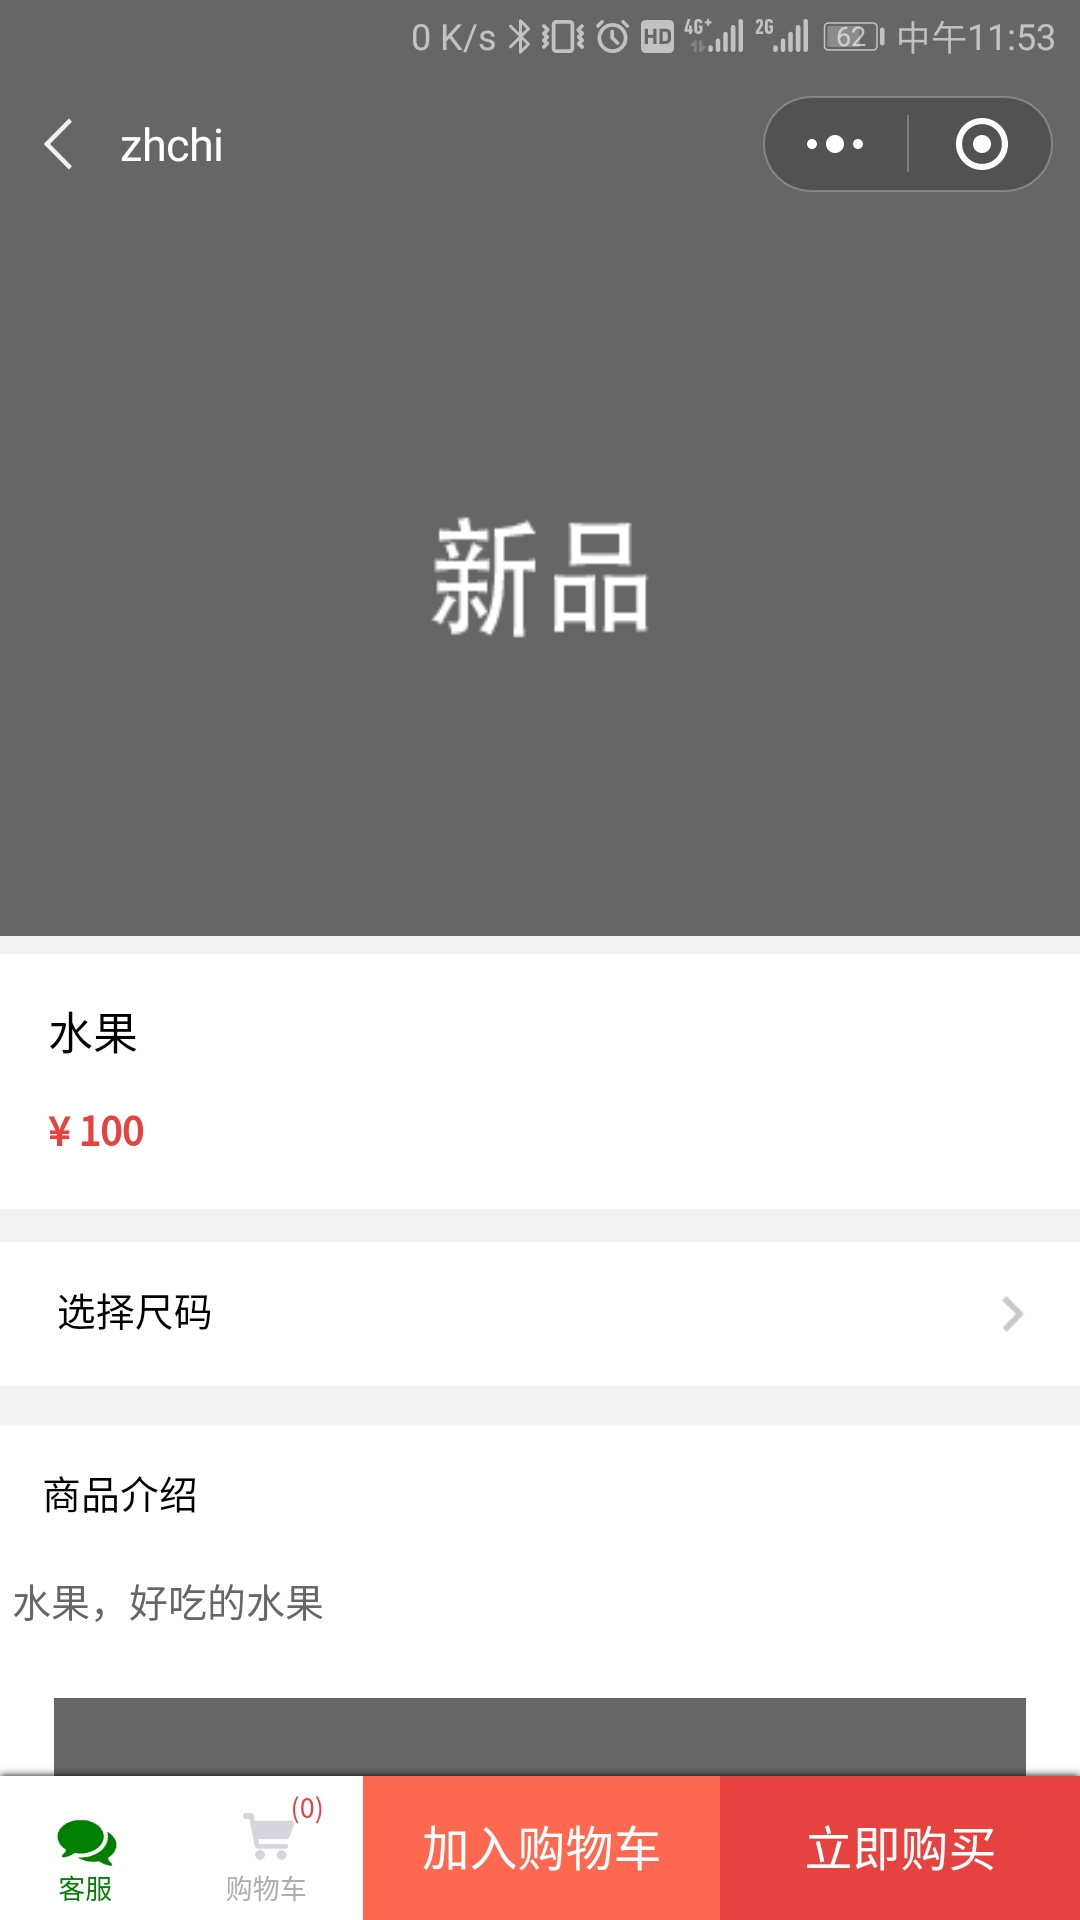 0 K/s HD 4G+ 2G 62 中午11:53
zhchi
新品
水果
¥ 100
选择尺码
商品介绍
水果，好吃的水果
(0)
客服 购物车 加入购物车 立即购买